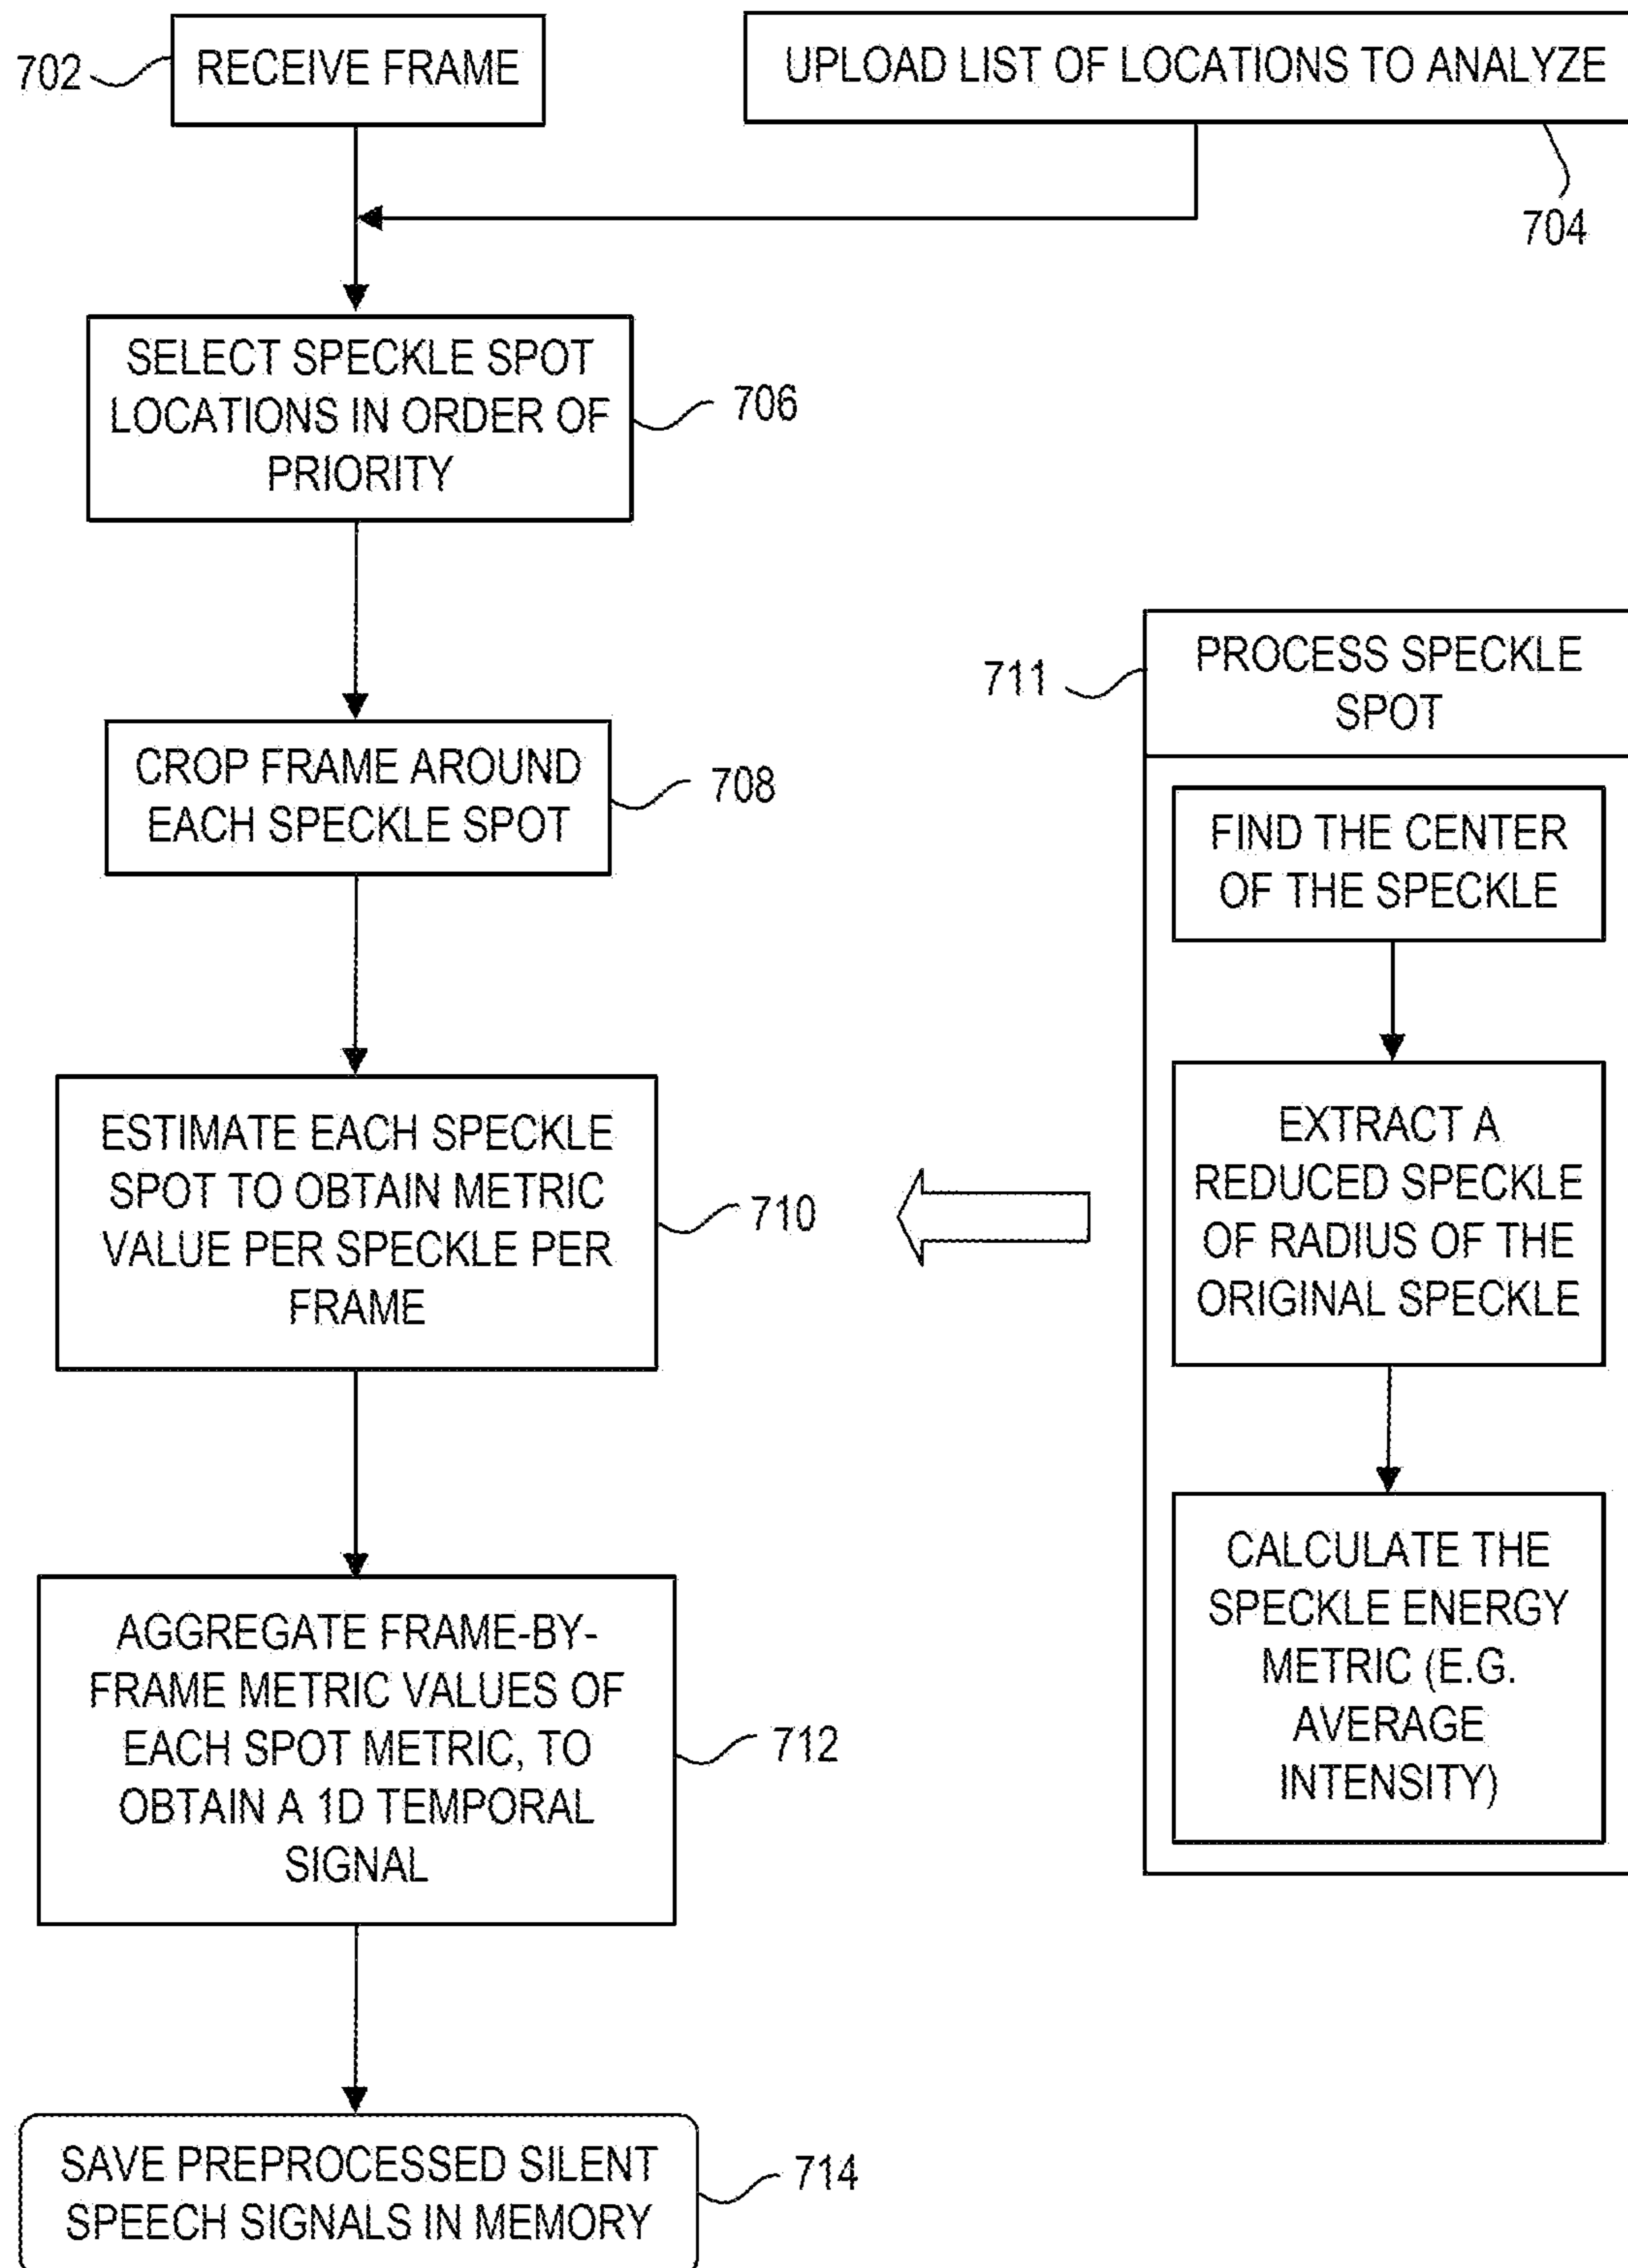 702
RECEIVE FRAME
UPLOAD LIST OF LOCATIONS TO ANALYZE
704
SELECT SPECKLE SPOT
LOCATIONS IN ORDER OF
PRIORITY
706
CROP FRAME AROUND
EACH SPECKLE SPOT
708
ESTIMATE EACH SPECKLE
SPOT TO OBTAIN METRIC
VALUE PER SPECKLE PER
FRAME
710
711
PROCESS SPECKLE
SPOT
FIND THE CENTER
OF THE SPECKLE
EXTRACT A
REDUCED SPECKLE
OF RADIUS OF THE
ORIGINAL SPECKLE
CALCULATE THE
SPECKLE ENERGY
METRIC (E.G.
AVERAGE
INTENSITY)
AGGREGATE FRAME-BY-
FRAME METRIC VALUES OF
EACH SPOT METRIC, TO
OBTAIN A 1D TEMPORAL
SIGNAL
712
SAVE PREPROCESSED SILENT
SPEECH SIGNALS IN MEMORY
714